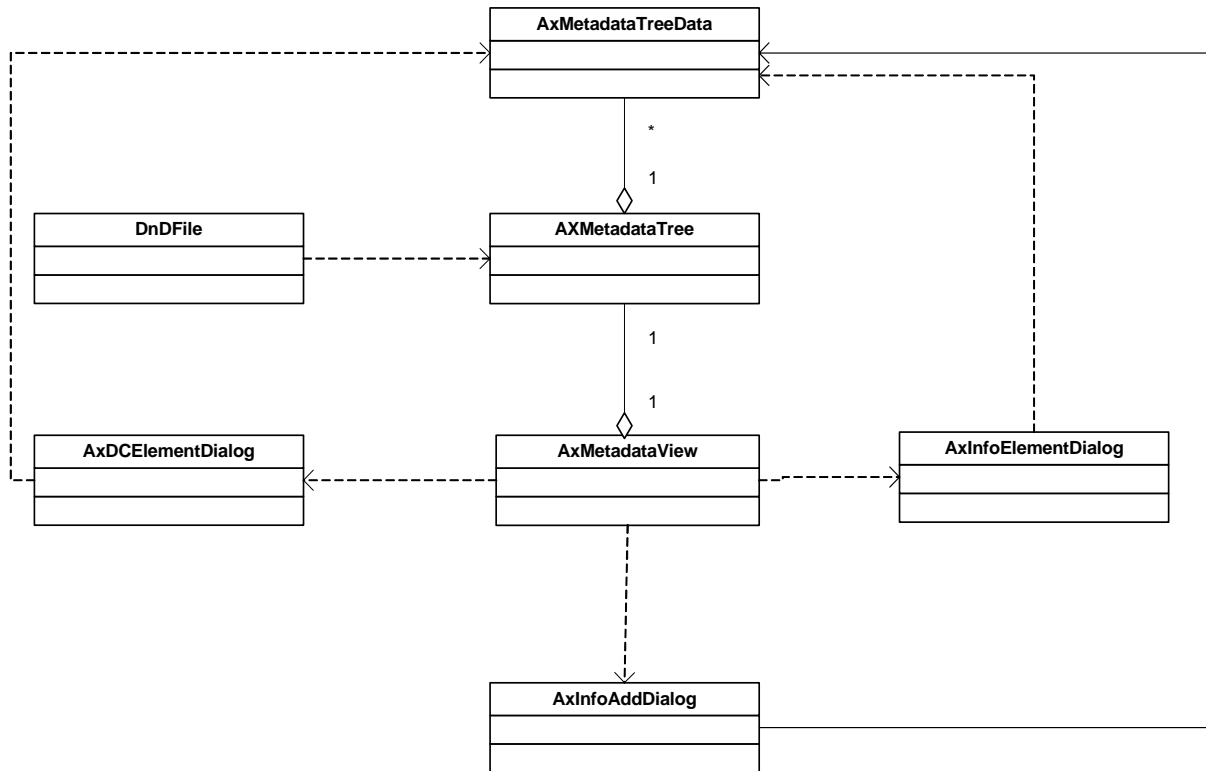 AxMetadataTreeData
*
1
DnDFile
AXMetadataTree
1
1
AxDCElementDialog
AxMetadataView
AxInfoElementDialog
AxInfoAddDialog